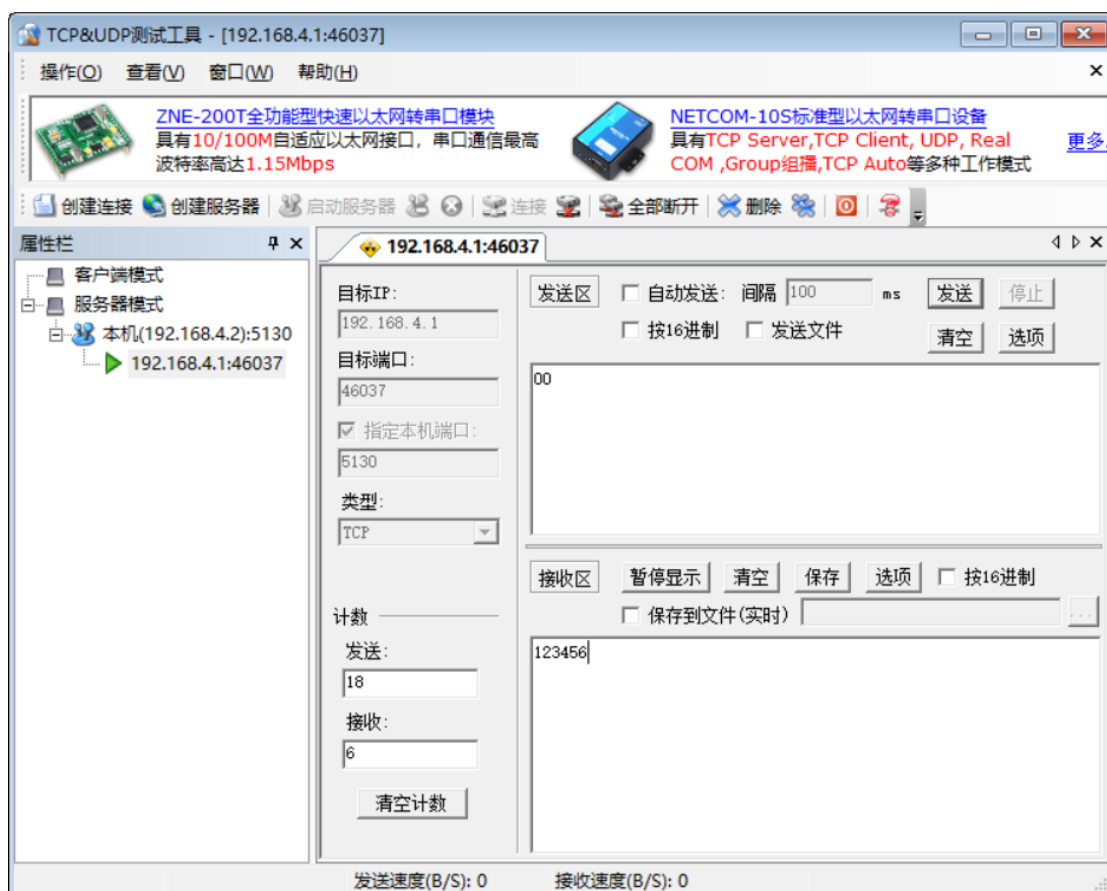 TCP&UDP测试工具 - [192.168.4.1:46037]
操作(O) 查看(V) 窗口(W) 帮助(H)
ZNE-200T全功能型快速以太网转串口模块
具有10/100M自适应以太网接口，串口通信最高
波特率高达1.15Mbps
NETCOM-10S标准型以太网转串口设备
具有TCP Server,TCP Client, UDP, Real
COM ,Group组播,TCP Auto等多种工作模式
更多.
创建连接 创建服务器 启动服务器 连接 全部断开 删除
属性栏
客户端模式
服务器模式
本机(192.168.4.2):5130
192.168.4.1:46037
192.168.4.1:46037
目标IP:
192.168.4.1
目标端口:
46037
指定本机端口:
5130
类型:
TCP
计数
发送:
18
接收:
6
清空计数
发送区 自动发送: 间隔 100 ms 发送 停止
按16进制 发送文件 清空 选项
00
接收区 暂停显示 清空 保存 选项 按16进制
保存到文件(实时) ...
123456
发送速度(B/S): 0 接收速度(B/S): 0